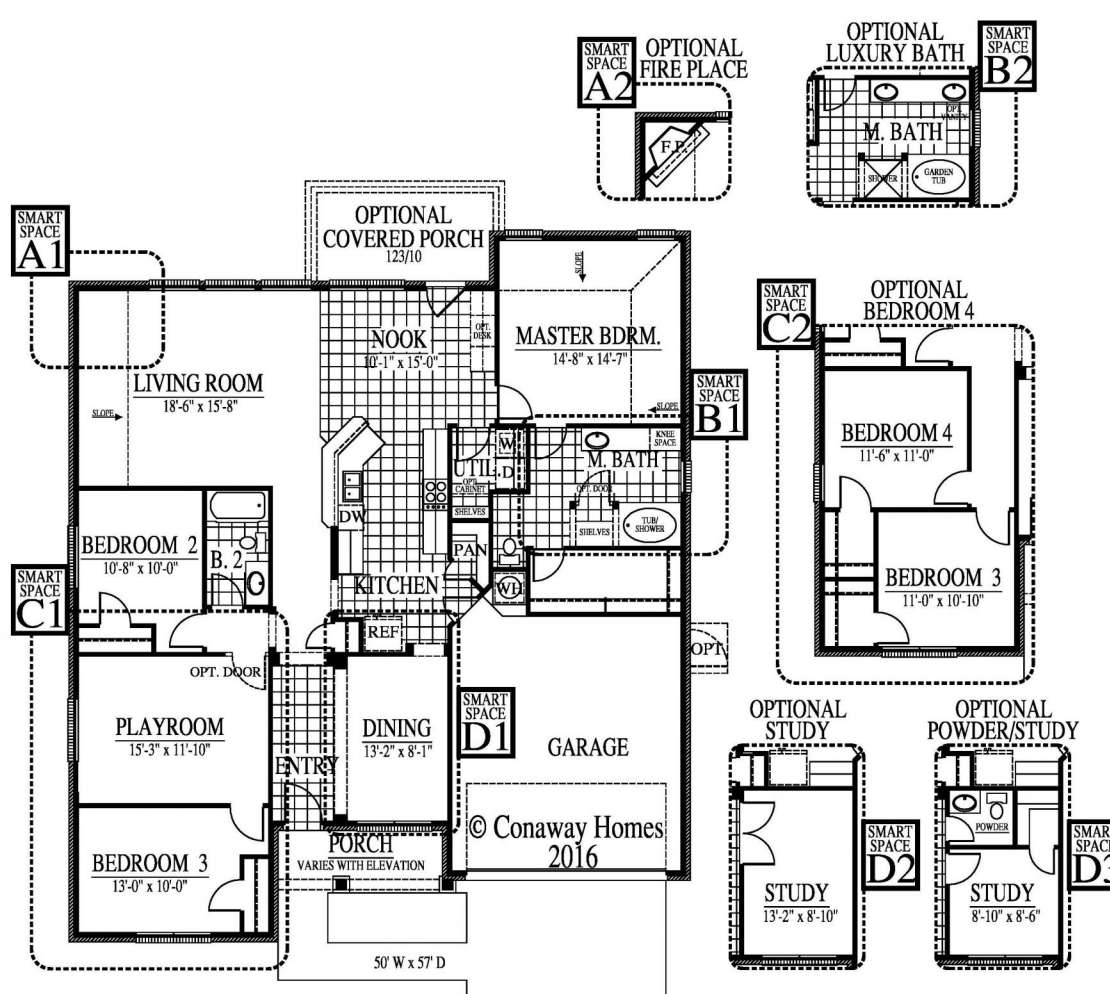 SMART
SPACE
A2
OPTIONAL
FIRE PLACE
F.P.
OPTIONAL
LUXURY BATH
SMART
SPACE
B2
OPT.
VANITY
M. BATH
SHOWER
GARDEN
TUB
SMART
SPACE
A1
OPTIONAL
COVERED PORCH
123/10
SLOPE
NOOK
10'-1" x 15'-0"
OPT.
DESK
MASTER BDRM.
14'-8" x 14'-7"
LIVING ROOM
18'-6" x 15'-8"
SLOPE
SLOPE
SMART
SPACE
B1
W
D
UTIL.
OPT.
CABINET
SHELVES
KNEE
SPACE
M. BATH
OPT. DOOR
SHELVES
TUB/
SHOWER
DW
BEDROOM 2
10'-8" x 10'-0"
B. 2
PAN
KITCHEN
WH
REF
OPT
SMART
SPACE
C1
OPT. DOOR
PLAYROOM
15'-3" x 11'-10"
ENTRY
DINING
13'-2" x 8'-1"
SMART
SPACE
D1
GARAGE
© Conaway Homes
2016
BEDROOM 3
13'-0" x 10'-0"
PORCH
VARIES WITH ELEVATION
50' W x 57' D
SMART
SPACE
C2
OPTIONAL
BEDROOM 4
BEDROOM 4
11'-6" x 11'-0"
BEDROOM 3
11'-0" x 10'-10"
OPTIONAL
STUDY
SMART
SPACE
D2
STUDY
13'-2" x 8'-10"
OPTIONAL
POWDER/STUDY
POWDER
SMART
SPACE
D3
STUDY
8'-10" x 8'-6"